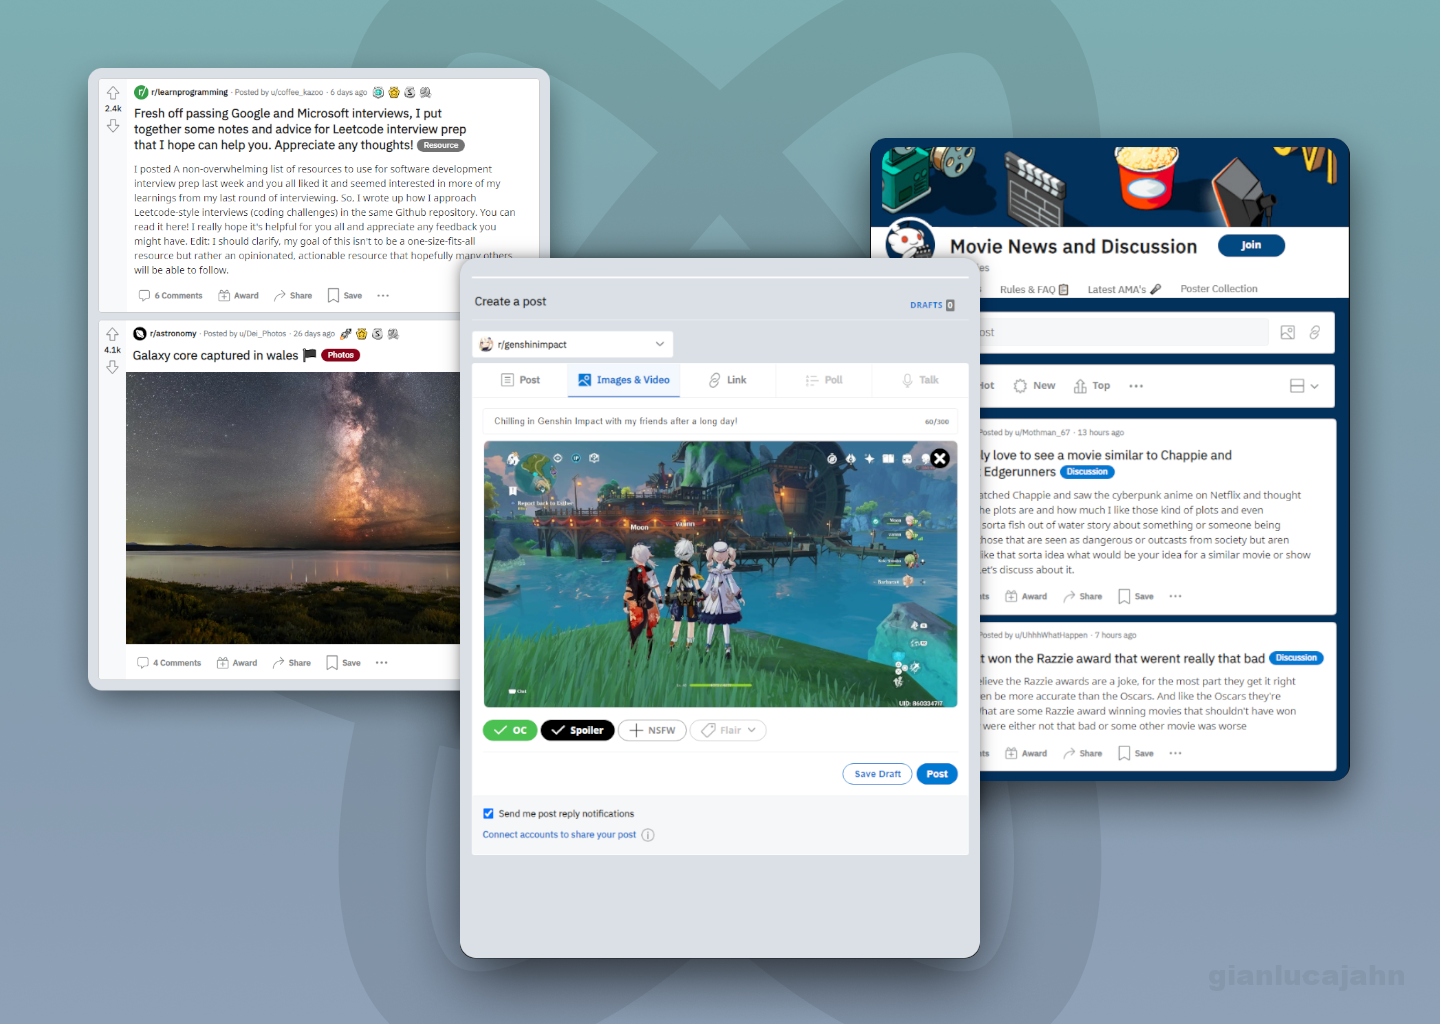 2.4k
r/learnprogramming · Posted by u/coffee_kazoo · 6 days ago
Fresh off passing Google and Microsoft interviews, I put
together some notes and advice for Leetcode interview prep
that I hope can help you. Appreciate any thoughts! Resource
I posted A non-overwhelming list of resources to use for software development
interview prep last week and you all liked it and seemed interested in more of my
learnings from my last round of interviewing. So, I wrote up how I approach
Leetcode-style interviews (coding challenges) in the same Github repository. You can
read it here! I really hope it's helpful for you all and appreciate any feedback you
might have. Edit: I should clarify, my goal of this isn't to be a one-size-fits-all
resource but rather an opinionated, actionable resource that hopefully many others
will be able to follow.
6 Comments Award Share Save
4.1k
r/astronomy · Posted by u/Dei_Photos · 26 days ago
Galaxy core captured in wales Photos
4 Comments Award Share Save
Create a post
DRAFTS 0
r/genshinimpact
Post Images & Video Link Poll Talk
Chilling in Genshin Impact with my friends after a long day!
60/300
Report back to Esther
Moon
Moon
Barbara
UID: 860334717
OC Spoiler NSFW Flair
Save Draft Post
Send me post reply notifications
Connect accounts to share your post
Movie News and Discussion Join
es
s Rules & FAQ Latest AMA's Poster Collection
ost
Hot New Top
Posted by u/Mothman_67 · 13 hours ago
ly love to see a movie similar to Chappie and
Edgerunners Discussion
atched Chappie and saw the cyberpunk anime on Netflix and thought
he plots are and how much I like those kind of plots and even
sorta fish out of water story about something or someone being
those that are seen as dangerous or outcasts from society but aren
ike that sorta idea what would be your idea for a similar movie or show
Let's discuss about it.
ts Award Share Save
Posted by u/UhhhWhatHappen · 7 hours ago
t won the Razzie award that werent really that bad Discussion
elieve the Razzie awards are a joke, for the most part they get it right
en be more accurate than the Oscars. And like the Oscars they're
What are some Razzie award winning movies that shouldn't have won
were either not that bad or some other movie was worse
ts Award Share Save
gianlucajahn